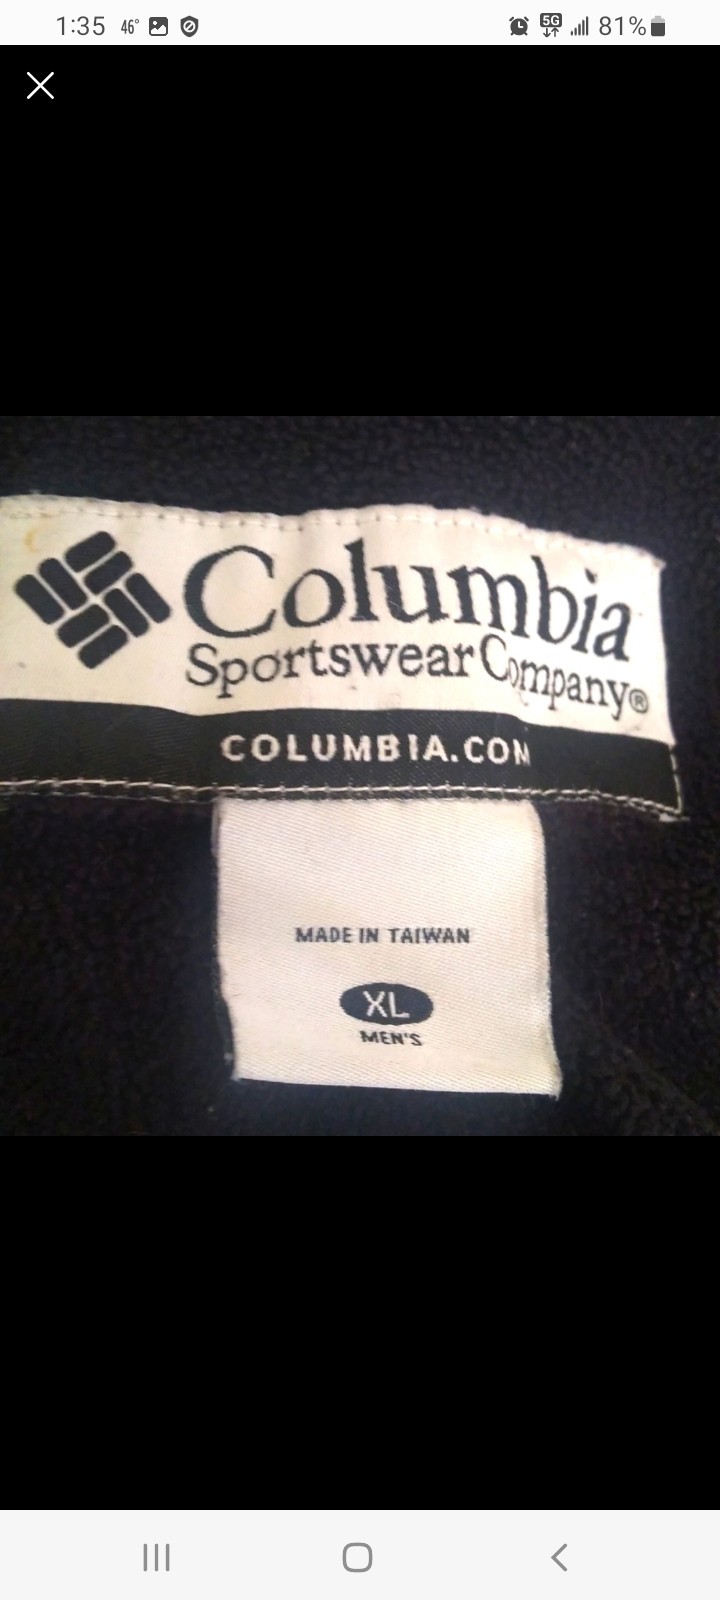 1:35 46° 5G 81%
Columbia
Sportswear Company®
COLUMBIA.COM
MADE IN TAIWAN
XL
MEN'S